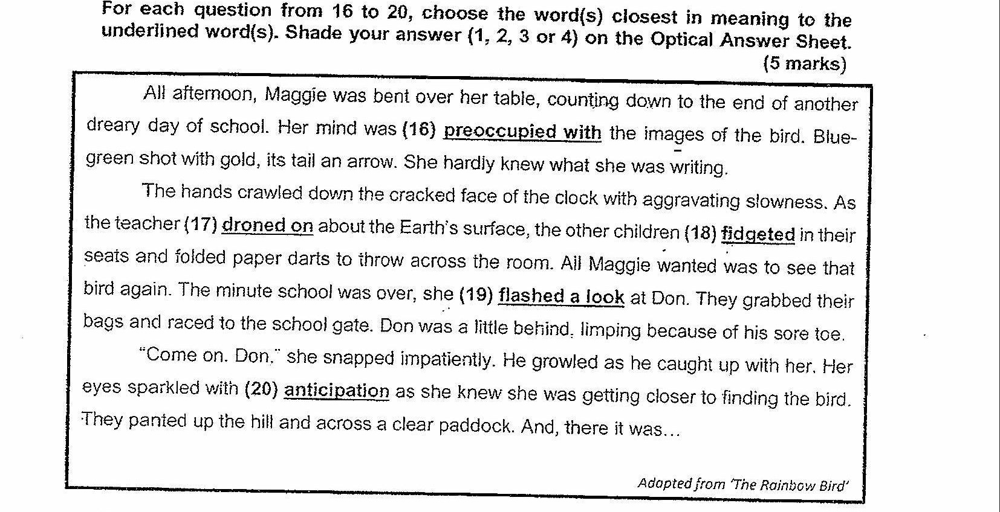 For each question from 16 to 20, choose the word(s) closest in meaning to the
underlined word(s). Shade your answer (1, 2, 3 or 4) on the Optical Answer Sheet.
(5 marks)
All afternoon, Maggie was bent over her table, counting down to the end of another
dreary day of school. Her mind was (16) preoccupied with the images of the bird. Blue-
green shot with gold, its tail an arrow. She hardly knew what she was writing.
The hands crawled down the cracked face of the clock with aggravating slowness. As
the teacher (17) droned on about the Earth's surface, the other children (18) fidgeted in their
seats and folded paper darts to throw across the room. All Maggie wanted was to see that
bird again. The minute school was over, she (19) flashed a look at Don. They grabbed their
bags and raced to the school gate. Don was a little behind, limping because of his sore toe.
"Come on. Don." she snapped impatiently. He growled as he caught up with her. Her
eyes sparkled with (20) anticipation as she knew she was getting closer to finding the bird.
They panted up the hill and across a clear paddock. And, there it was...
Adapted from 'The Rainbow Bird'